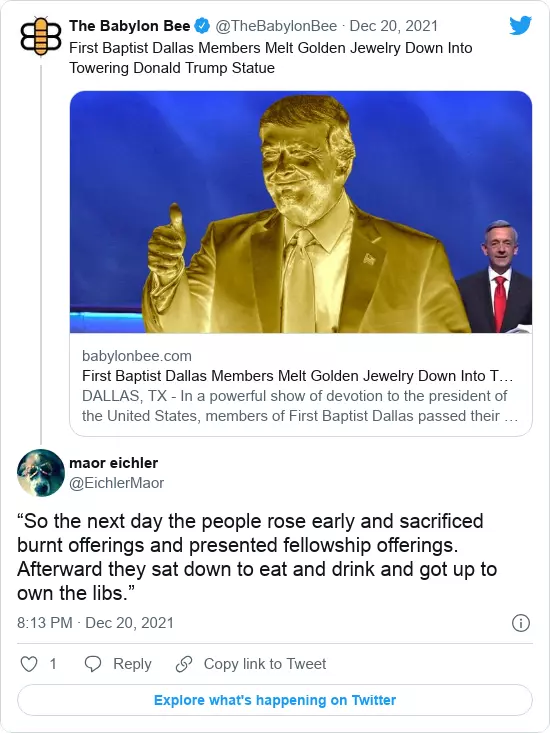 The Babylon Bee @TheBabylonBee · Dec 20, 2021
First Baptist Dallas Members Melt Golden Jewelry Down Into
Towering Donald Trump Statue
babylonbee.com
First Baptist Dallas Members Melt Golden Jewelry Down Into T…
DALLAS, TX - In a powerful show of devotion to the president of
the United States, members of First Baptist Dallas passed their …
maor eichler
@EichlerMaor
“So the next day the people rose early and sacrificed
burnt offerings and presented fellowship offerings.
Afterward they sat down to eat and drink and got up to
own the libs.”
8:13 PM · Dec 20, 2021
1 Reply Copy link to Tweet
Explore what's happening on Twitter